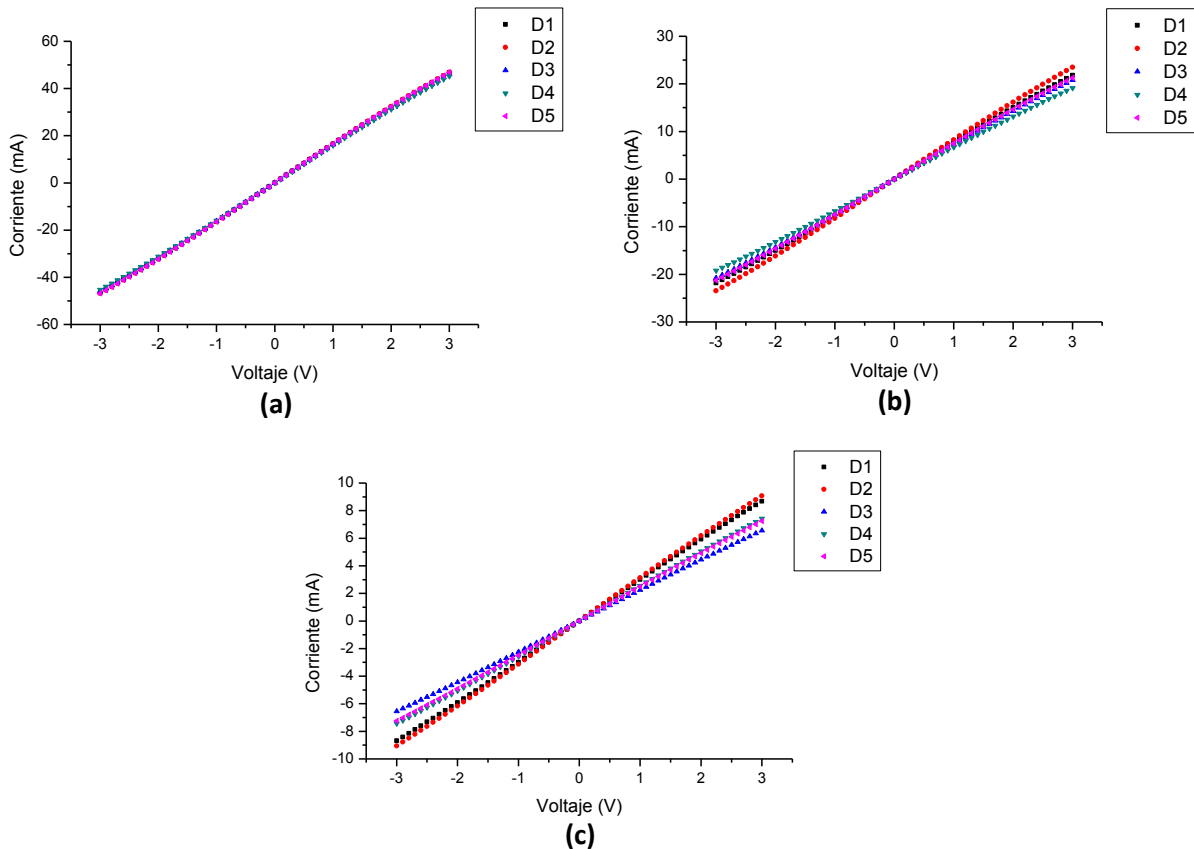 D1
D2
D3
D4
D5
60
40
20
0
-20
-40
-60
Corriente (mA)
-3 -2 -1 0 1 2 3
Voltaje (V)
(a)
D1
D2
D3
D4
D5
30
20
10
0
-10
-20
-30
Corriente (mA)
-3 -2 -1 0 1 2 3
Voltaje (V)
(b)
D1
D2
D3
D4
D5
10
8
6
4
2
0
-2
-4
-6
-8
-10
Corriente (mA)
-3 -2 -1 0 1 2 3
Voltaje (V)
(c)